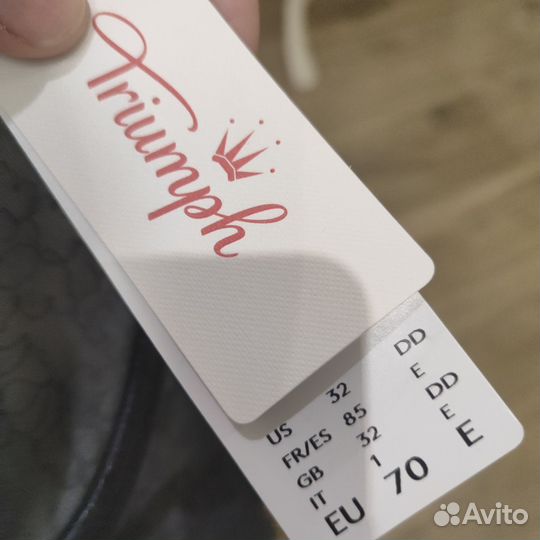 Triumph
US 32 DD
FR/ES 85 E
GB 32 DD
IT 1 E
EU 70 E
Avito